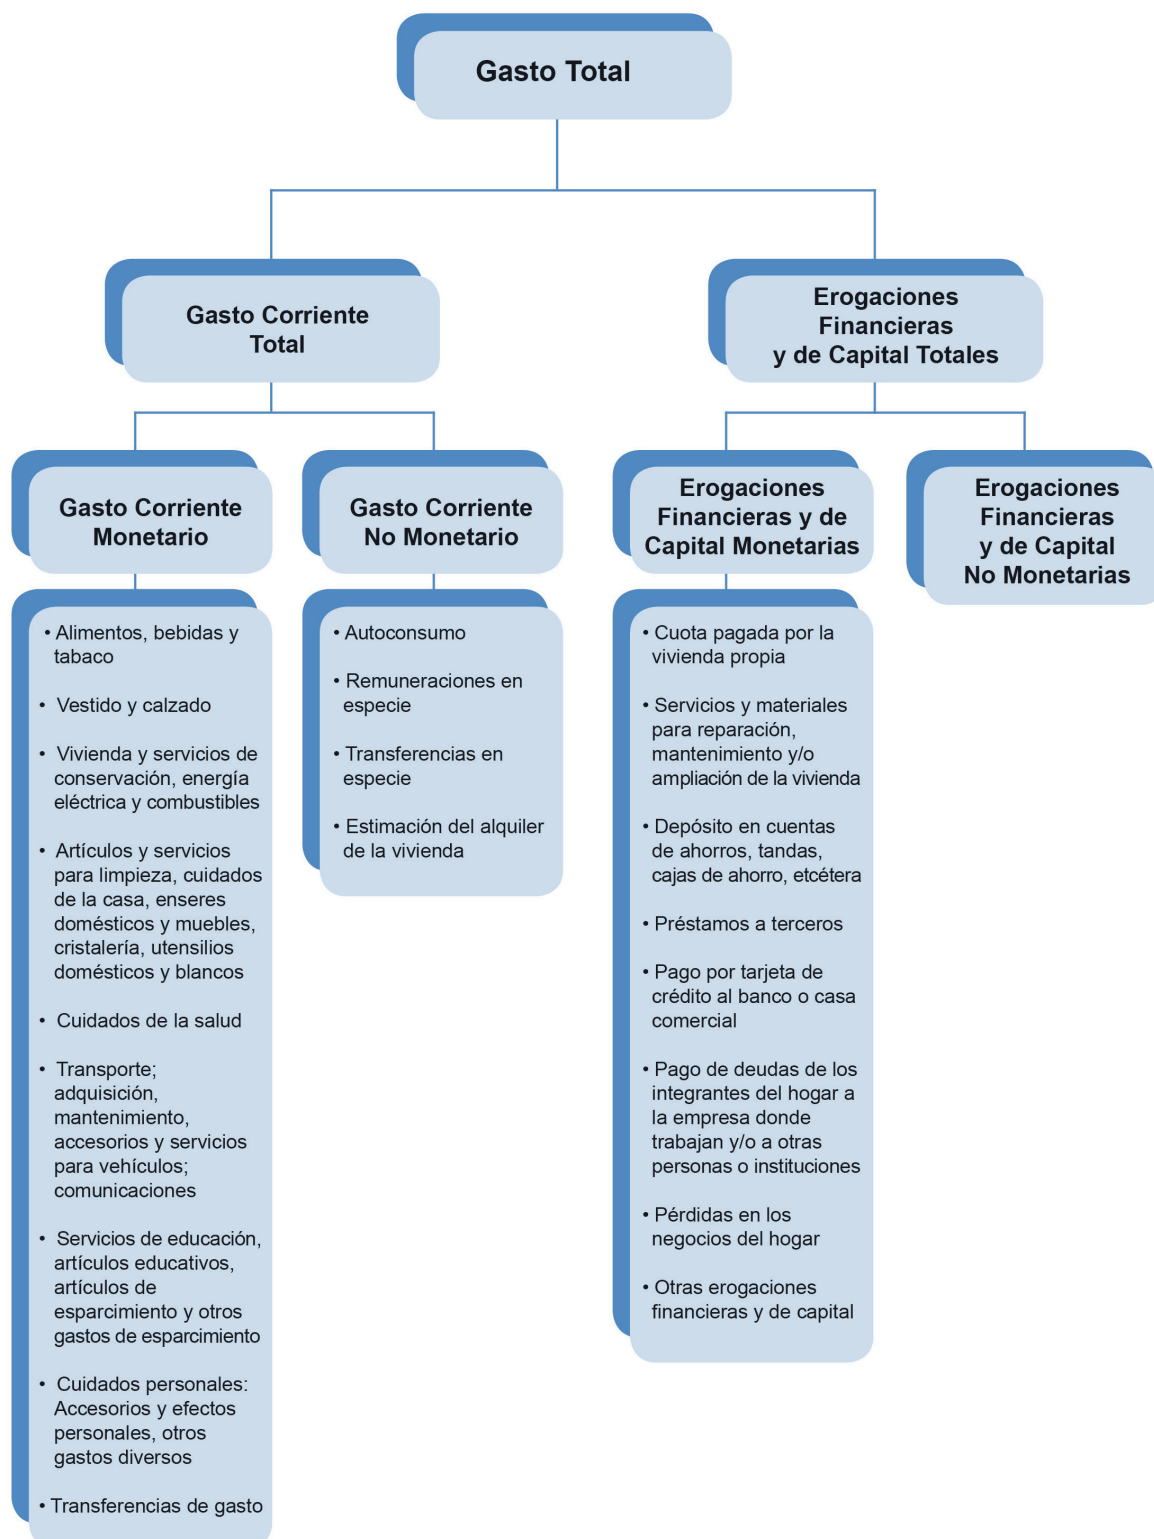 Gasto Total
Gasto Corriente
Total
Erogaciones
Financieras
y de Capital Totales
Gasto Corriente
Monetario
Gasto Corriente
No Monetario
Erogaciones
Financieras y de
Capital Monetarias
Erogaciones
Financieras
y de Capital
No Monetarias
• Alimentos, bebidas y
tabaco
• Vestido y calzado
• Vivienda y servicios de
conservación, energía
eléctrica y combustibles
• Artículos y servicios
para limpieza, cuidados
de la casa, enseres
domésticos y muebles,
cristalería, utensilios
domésticos y blancos
• Cuidados de la salud
• Transporte;
adquisición,
mantenimiento,
accesorios y servicios
para vehículos;
comunicaciones
• Servicios de educación,
artículos educativos,
artículos de
esparcimiento y otros
gastos de esparcimiento
• Cuidados personales:
Accesorios y efectos
personales, otros
gastos diversos
• Transferencias de gasto
• Autoconsumo
• Remuneraciones en
especie
• Transferencias en
especie
• Estimación del alquiler
de la vivienda
• Cuota pagada por la
vivienda propia
• Servicios y materiales
para reparación,
mantenimiento y/o
ampliación de la vivienda
• Depósito en cuentas
de ahorros, tandas,
cajas de ahorro, etcétera
• Préstamos a terceros
• Pago por tarjeta de
crédito al banco o casa
comercial
• Pago de deudas de los
integrantes del hogar a
la empresa donde
trabajan y/o a otras
personas o instituciones
• Pérdidas en los
negocios del hogar
• Otras erogaciones
financieras y de capital